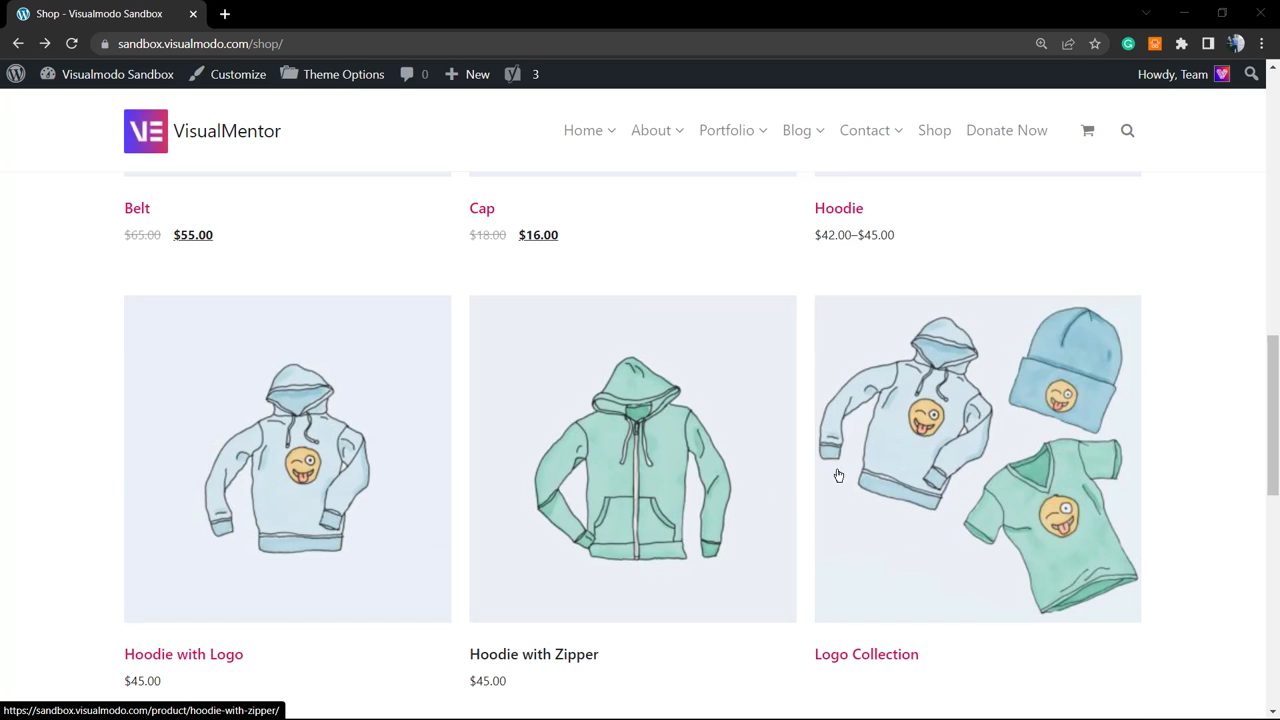 Shop - Visualmodo Sandbox
sandbox.visualmodo.com/shop/
Visualmodo Sandbox Customize Theme Options 0 New 3 Howdy, Team
VE VisualMentor Home About Portfolio Blog Contact Shop Donate Now
Belt Cap Hoodie
$65.00 $55.00 $18.00 $16.00 $42.00–$45.00
Hoodie with Logo Hoodie with Zipper Logo Collection
$45.00 $45.00
https://sandbox.visualmodo.com/product/hoodie-with-zipper/